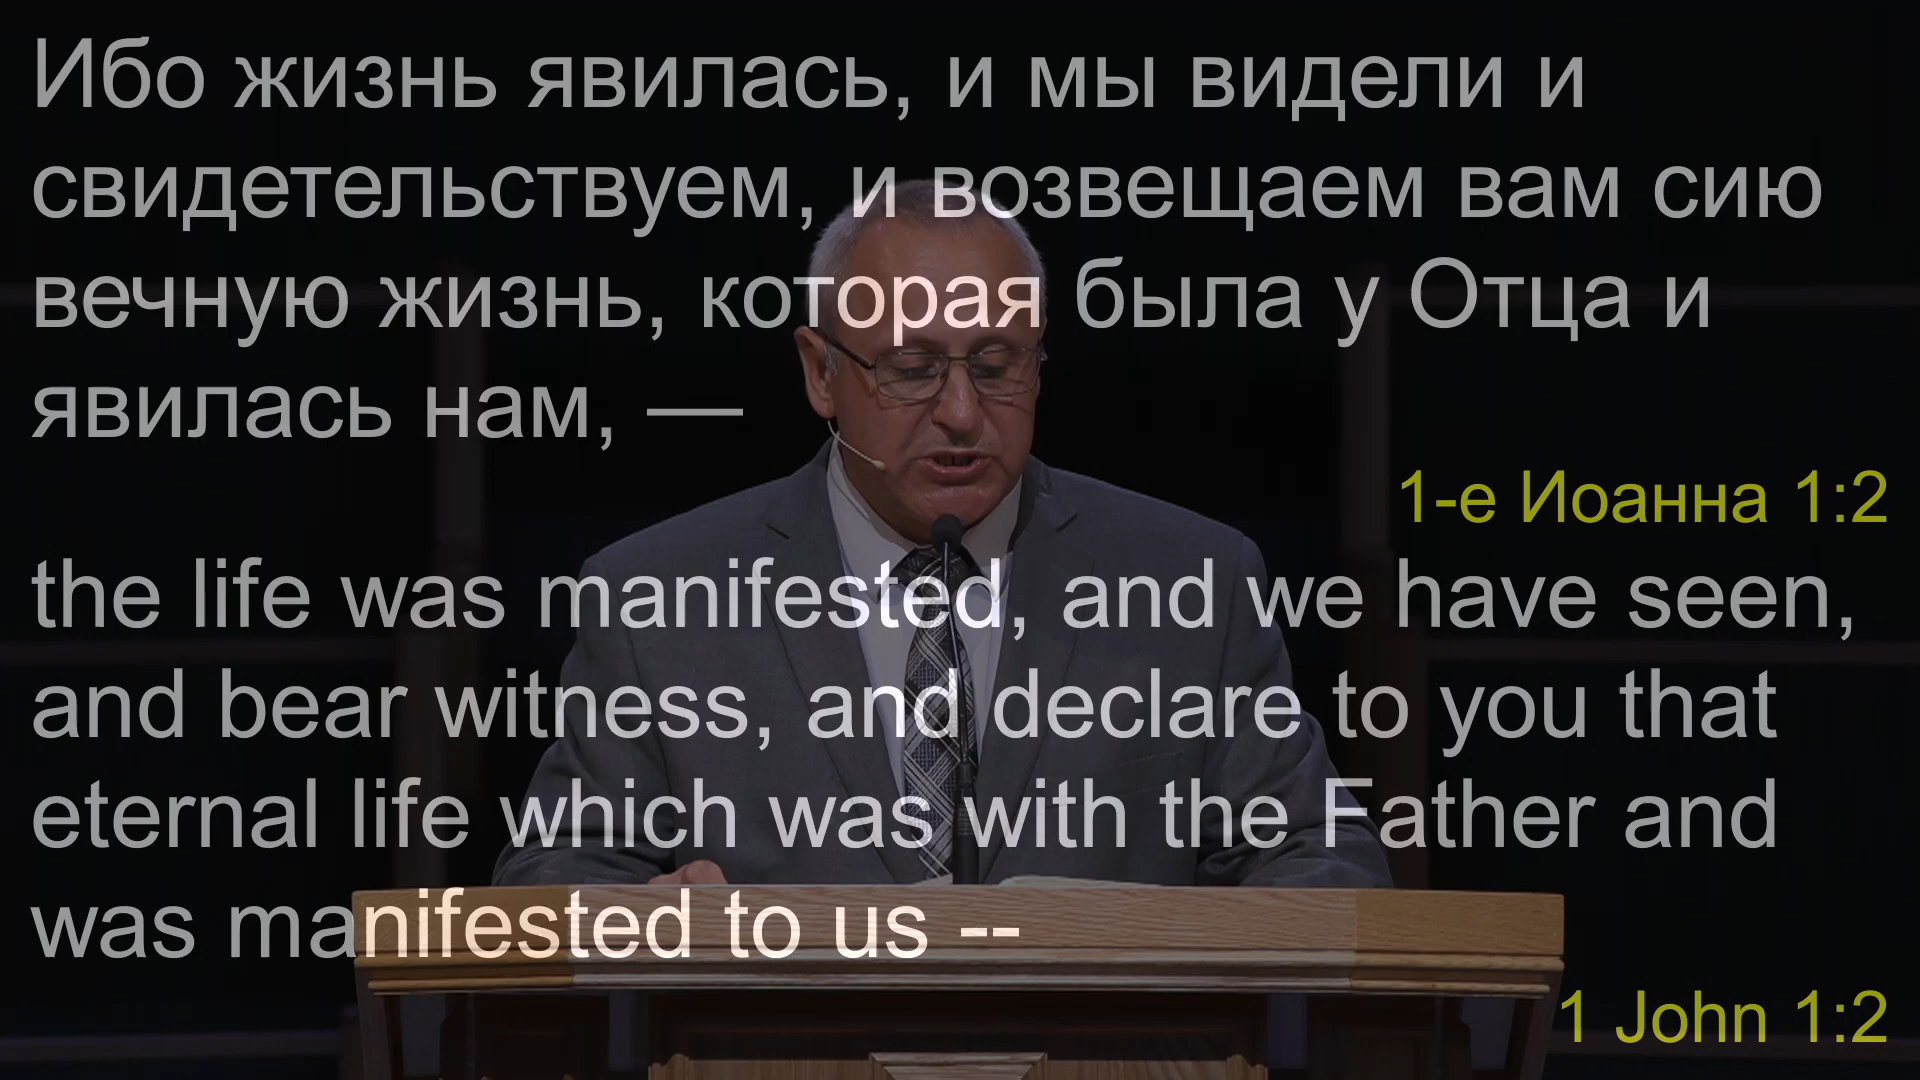 Ибо жизнь явилась, и мы видели и
свидетельствуем, и возвещаем вам сию
вечную жизнь, которая была у Отца и
явилась нам, —
1-е Иоанна 1:2
the life was manifested, and we have seen,
and bear witness, and declare to you that
eternal life which was with the Father and
was manifested to us --
1 John 1:2